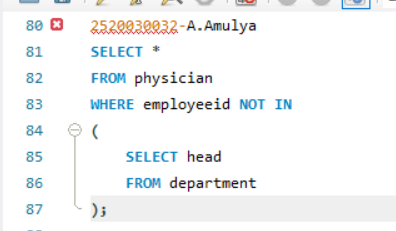 80 2520030032-A.Amulya
81 SELECT *
82 FROM physician
83 WHERE employeeid NOT IN
84 (
85 SELECT head
86 FROM department
87 );